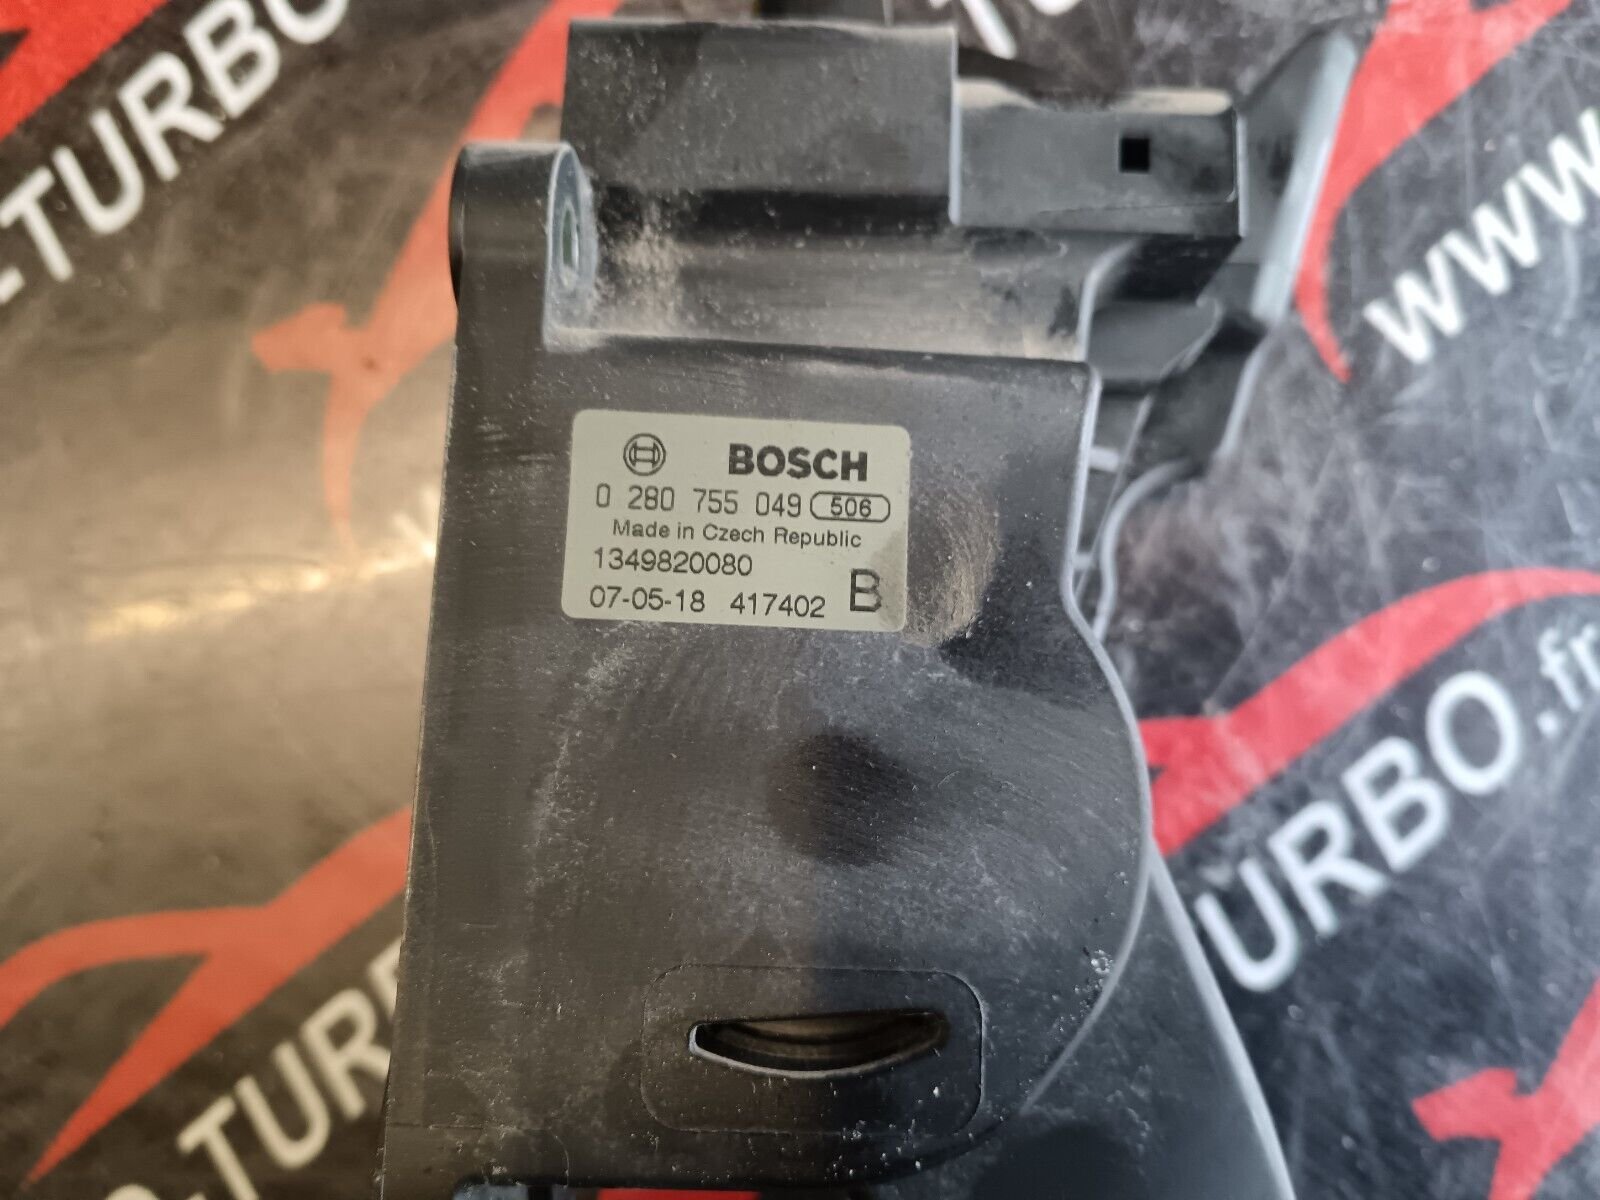 -TURBO
www.
BOSCH
0 280 755 049 506
Made in Czech Republic
1349820080
07-05-18 417402 B
TURBO.fr
-TURB